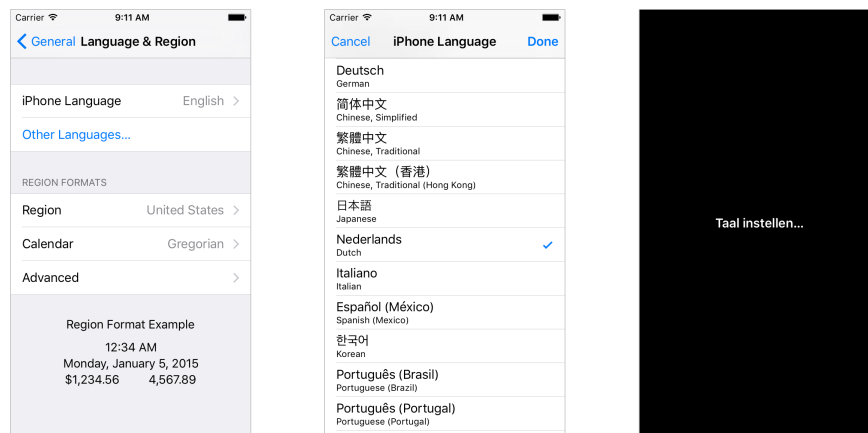 Carrier 9:11 AM
General Language & Region
iPhone Language English
Other Languages...
REGION FORMATS
Region United States
Calendar Gregorian
Advanced
Region Format Example
12:34 AM
Monday, January 5, 2015
$1,234.56 4,567.89
Carrier 9:11 AM
Cancel iPhone Language Done
Deutsch
German
简体中文
Chinese, Simplified
繁體中文
Chinese, Traditional
繁體中文（香港）
Chinese, Traditional (Hong Kong)
日本語
Japanese
Nederlands
Dutch
Italiano
Italian
Español (México)
Spanish (Mexico)
한국어
Korean
Português (Brasil)
Portuguese (Brazil)
Português (Portugal)
Portuguese (Portugal)
Taal instellen...